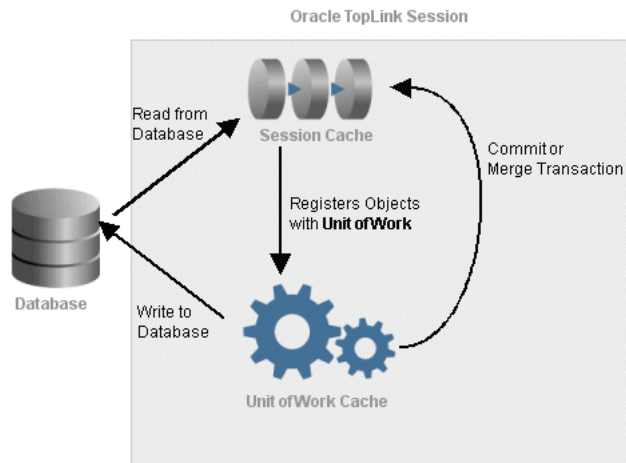 Oracle TopLink Session
Read from
Database
Session Cache
Commit or
Merge Transaction
Registers Objects
with Unit of Work
Database
Write to
Database
Unit of Work Cache